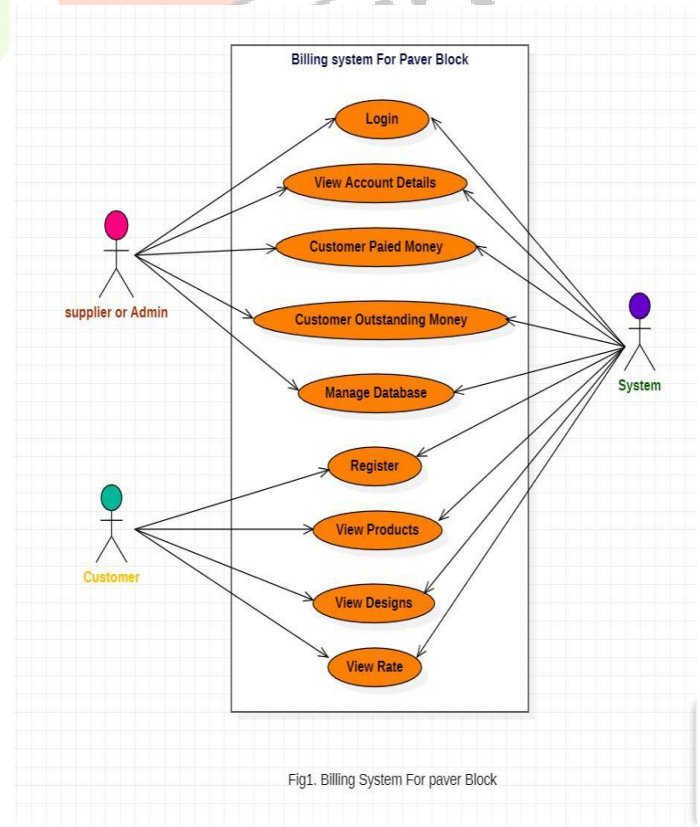 Billing system For Paver Block
Login
View Account Details
Customer Paied Money
supplier or Admin
Customer Outstanding Money
System
Manage Database
Register
View Products
Customer
View Designs
View Rate
Fig1. Billing System For paver Block